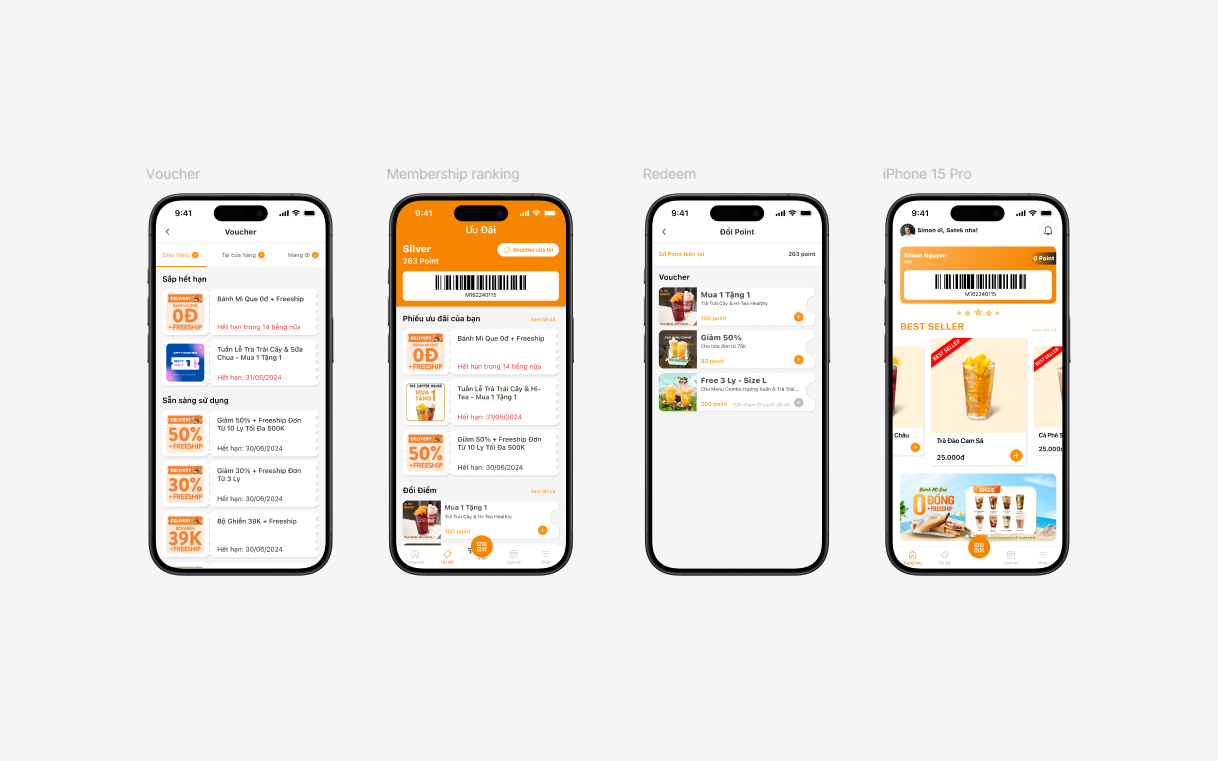 Voucher
9:41
Voucher
Giao hàng
Tại cửa hàng
Mang đi
Sắp hết hạn
DELIVERY
BÁNH MÌ QUE
0Đ
+FREESHIP
Bánh Mì Que 0đ + Freeship
Hết hạn trong 14 tiếng nữa
BUY 1
GET 1
Tuần Lễ Trà Trái Cây & Sữa
Chua - Mua 1 Tặng 1
Hết hạn: 31/05/2024
Sẵn sàng sử dụng
DELIVERY
50%
+FREESHIP
Giảm 50% + Freeship Đơn
Từ 10 Ly Tối Đa 500K
Hết hạn: 30/06/2024
DELIVERY
30%
+FREESHIP
Giảm 30% + Freeship Đơn
Từ 3 Ly
Hết hạn: 30/06/2024
DELIVERY
BỘ GHIỀN
39K
+FREESHIP
Bộ Ghiền 39K + Freeship
Hết hạn: 30/06/2024
Membership ranking
9:41
Ưu Đãi
Silver
263 Point
Voucher của tôi
M162240115
Phiếu ưu đãi của bạn
Xem tất cả
DELIVERY
BÁNH MÌ QUE
0Đ
+FREESHIP
Bánh Mì Que 0đ + Freeship
Hết hạn trong 14 tiếng nữa
THE COFFEE HOUSE
MUA 1
TẶNG 1
Tuần Lễ Trà Trái Cây & Hi-
Tea - Mua 1 Tặng 1
Hết hạn: 31/05/2024
DELIVERY
50%
+FREESHIP
Giảm 50% + Freeship Đơn
Từ 10 Ly Tối Đa 500K
Hết hạn: 30/06/2024
Đổi Điểm
Xem tất cả
Mua 1 Tặng 1
Trà Trái Cây & Hi-Tea Healthy
100 point
Trang chủ
Ưu đãi
Lịch sử
Khác
Redeem
9:41
Đổi Point
Số Point hiện tại
263 point
Voucher
Mua 1 Tặng 1
Trà Trái Cây & Hi-Tea Healthy
100 point
Giảm 50%
Cho hóa đơn từ 75K
80 point
Free 3 Ly - Size L
Cho Menu Combo Hương Xuân & Trà Trái...
300 point
*Cần thêm 37 point để đổi
iPhone 15 Pro
9:41
Simon ơi, Satek nha!
Simon Nguyen
0 Point
M162240115
BEST SELLER
Xem tất cả
BEST SELLER
BEST SELLER
Châu
Trà Đào Cam Sả
25.000đ
Cà Phê S
35.000
Bánh Mì Que
0 ĐỒNG
+FREESHIP
Trang chủ
Ưu đãi
Lịch sử
Khác